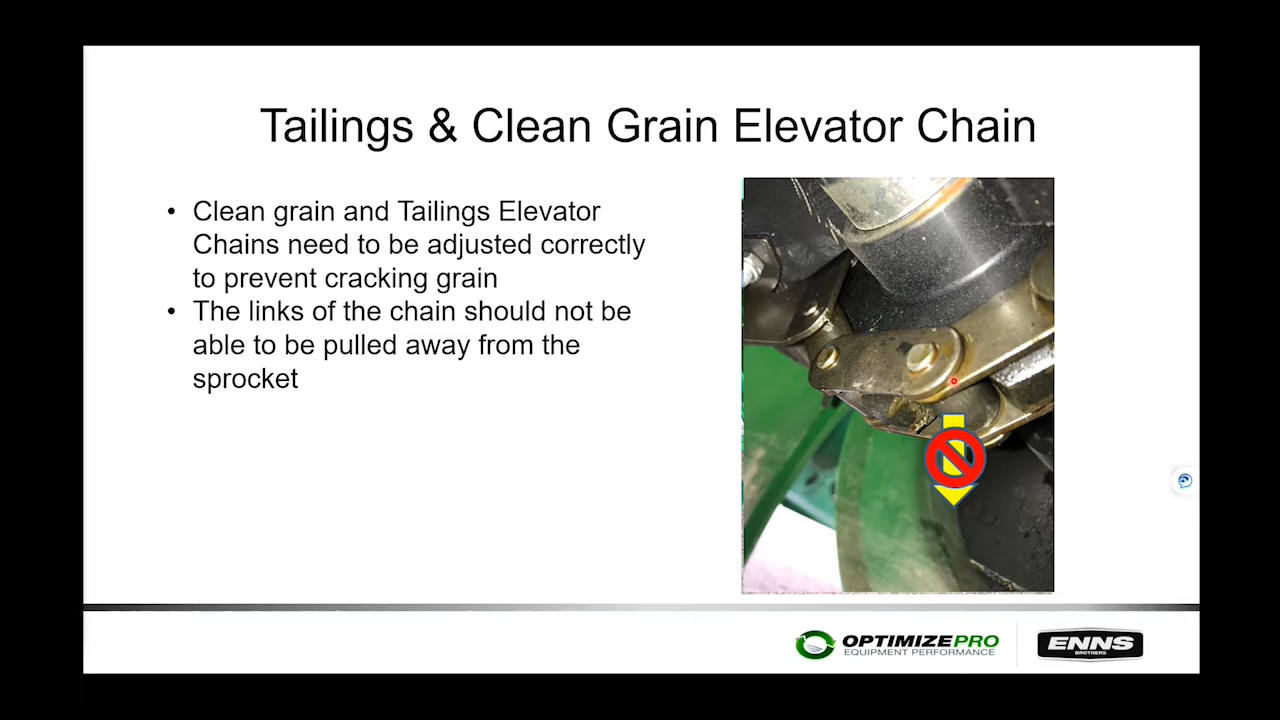 Tailings & Clean Grain Elevator Chain
• Clean grain and Tailings Elevator
Chains need to be adjusted correctly
to prevent cracking grain
• The links of the chain should not be
able to be pulled away from the
sprocket
OPTIMIZEPRO
EQUIPMENT PERFORMANCE
ENNS
BROTHERS